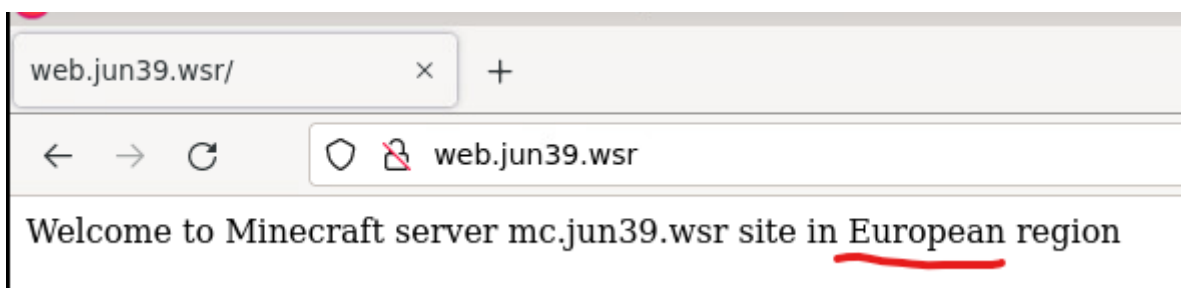 web.jun39.wsr/
web.jun39.wsr
Welcome to Minecraft server mc.jun39.wsr site in European region